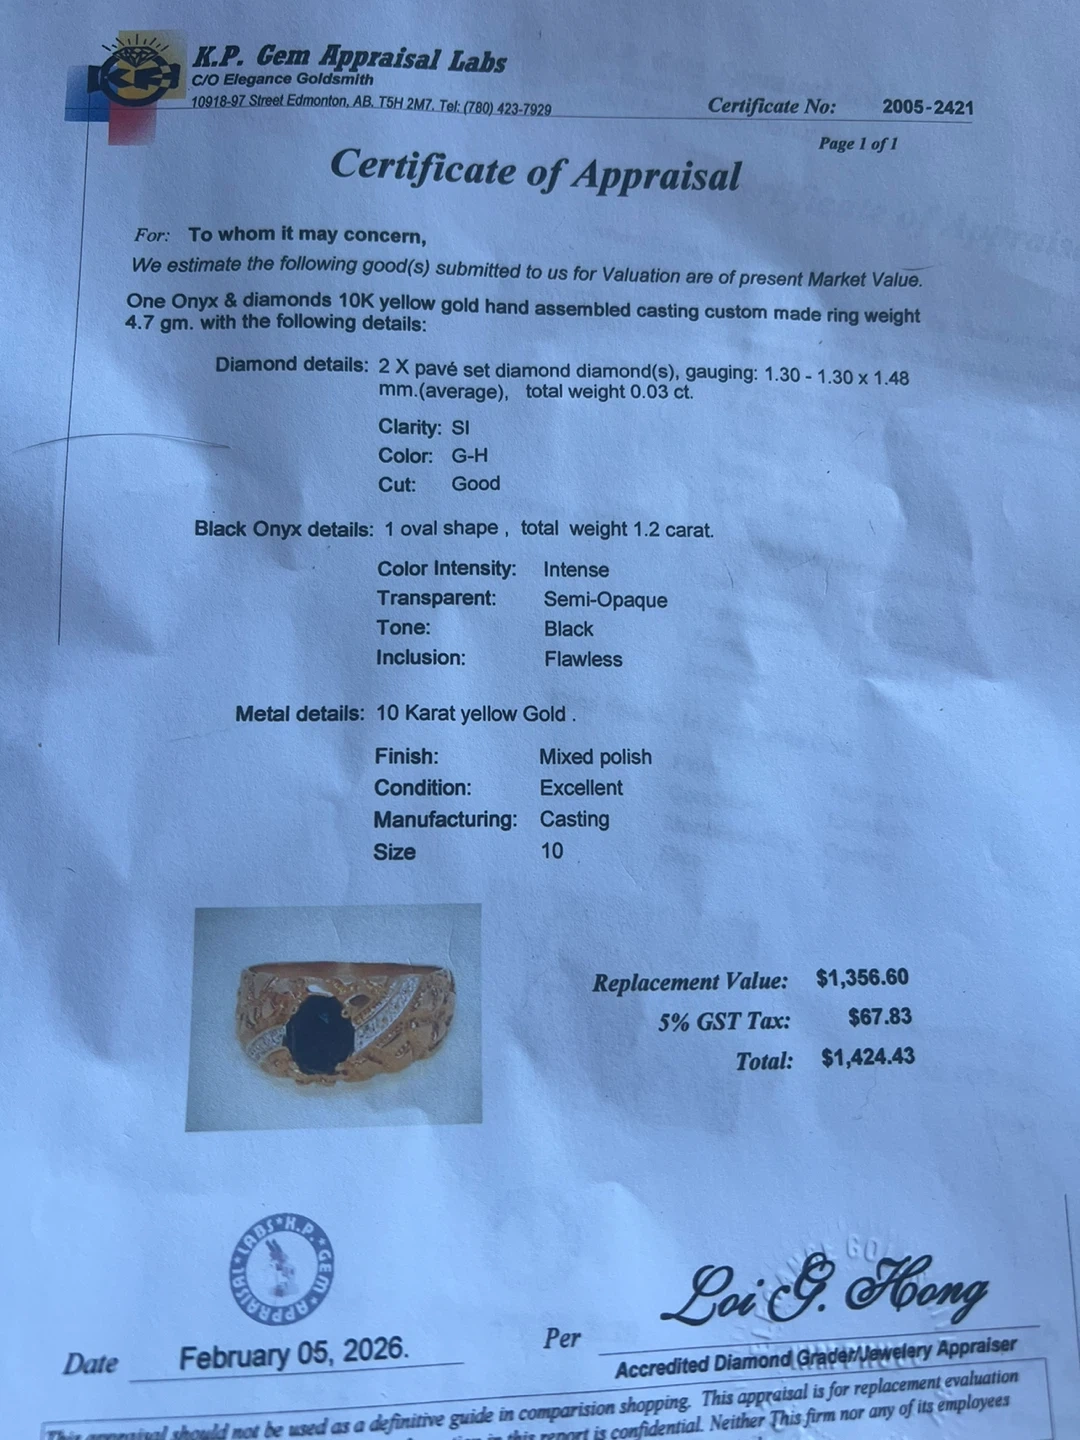 K.P. Gem Appraisal Labs
C/O Elegance Goldsmith
10918-97 Street Edmonton, AB. T5H 2M7. Tel: (780) 423-7929
Certificate No: 2005-2421
Page 1 of 1
Certificate of Appraisal
For: To whom it may concern,
We estimate the following good(s) submitted to us for Valuation are of present Market Value.
One Onyx & diamonds 10K yellow gold hand assembled casting custom made ring weight
4.7 gm. with the following details:
Diamond details: 2 X pavé set diamond diamond(s), gauging: 1.30 - 1.30 x 1.48
mm.(average), total weight 0.03 ct.
Clarity: SI
Color: G-H
Cut: Good
Black Onyx details: 1 oval shape , total weight 1.2 carat.
Color Intensity: Intense
Transparent: Semi-Opaque
Tone: Black
Inclusion: Flawless
Metal details: 10 Karat yellow Gold .
Finish: Mixed polish
Condition: Excellent
Manufacturing: Casting
Size 10
Replacement Value: $1,356.60
5% GST Tax: $67.83
Total: $1,424.43
K.P. GEM APPRAISAL LABS
Loi G. Hong
Date February 05, 2026. Per
Accredited Diamond Grader/Jewelery Appraiser
This appraisal should not be used as a definitive guide in comparision shopping. This appraisal is for replacement evaluation
in this report is confidential. Neither This firm nor any of its employees